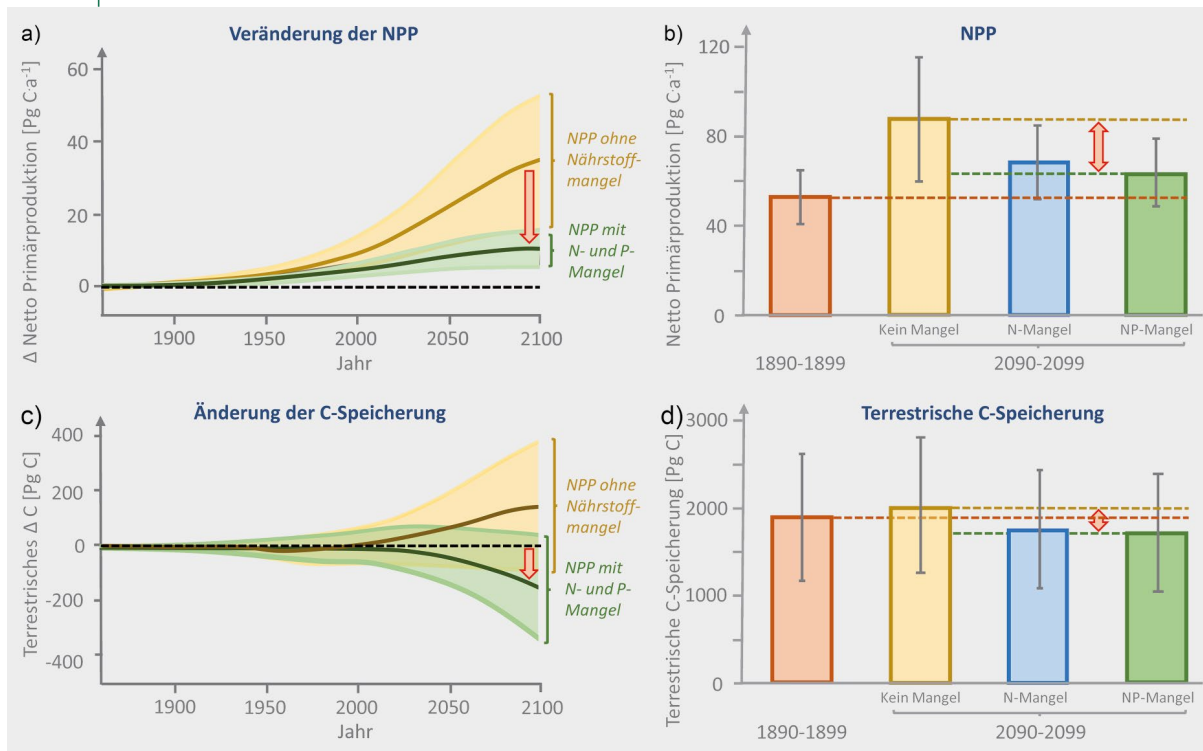 a)
Veränderung der NPP
Δ Netto Primärproduktion [Pg C·a⁻¹]
60
40
20
0
1900
1950
2000
2050
2100
Jahr
NPP ohne
Nährstoff-
mangel
NPP mit
N- und P-
Mangel
b)
NPP
Netto Primärproduktion [Pg C·a⁻¹]
120
80
40
0
Kein Mangel
N-Mangel
NP-Mangel
1890-1899
2090-2099
c)
Änderung der C-Speicherung
Terrestrisches Δ C [Pg C]
400
200
0
-200
-400
1900
1950
2000
2050
2100
Jahr
NPP ohne
Nährstoff-
mangel
NPP mit
N- und P-
Mangel
d)
Terrestrische C-Speicherung
Terrestrische C-Speicherung [Pg C]
3000
2000
1000
0
Kein Mangel
N-Mangel
NP-Mangel
1890-1899
2090-2099